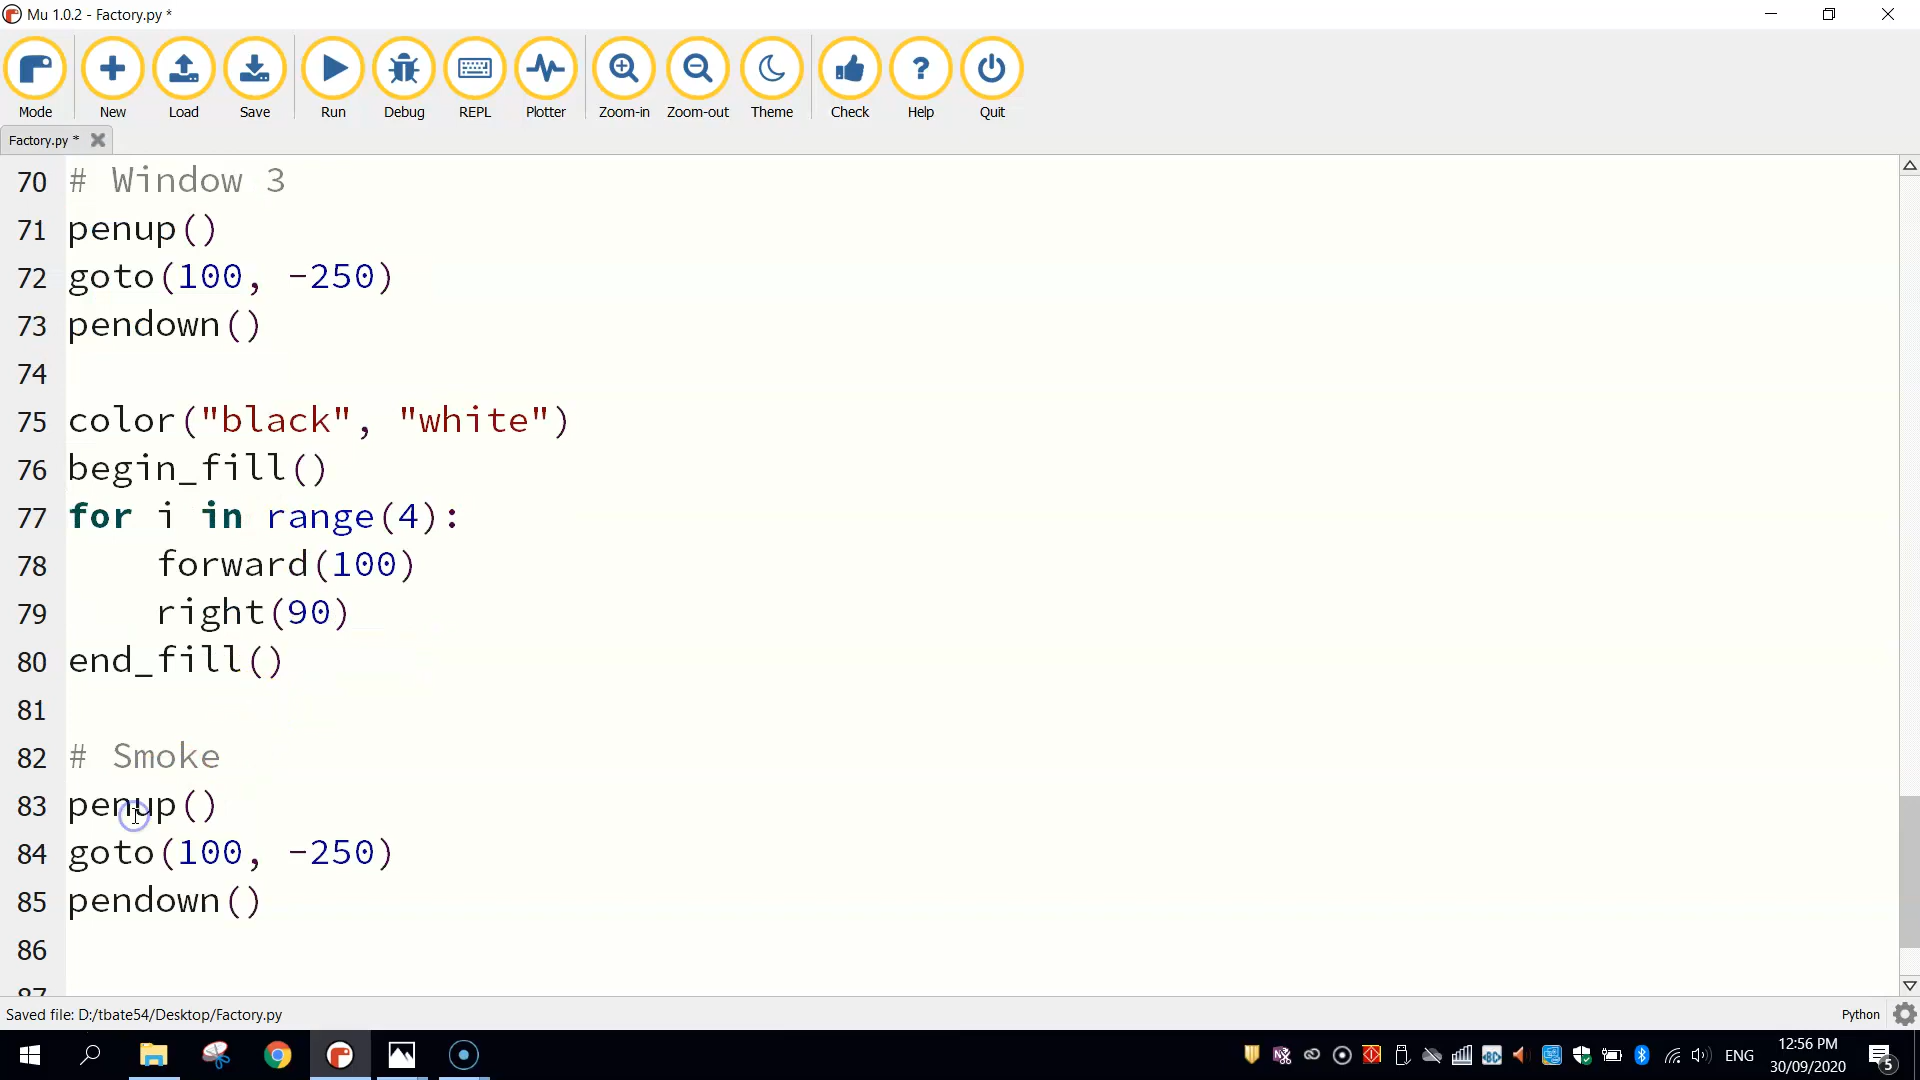 Mu 1.0.2 - Factory.py *
Mode New Load Save Run Debug REPL Plotter Zoom-in Zoom-out Theme Check Help Quit
Factory.py *
70 # Window 3
71 penup()
72 goto(100, -250)
73 pendown()
74
75 color("black", "white")
76 begin_fill()
77 for i in range(4):
78 forward(100)
79 right(90)
80 end_fill()
81
82 # Smoke
83 penup()
84 goto(100, -250)
85 pendown()
86
87
Saved file: D:/tbate54/Desktop/Factory.py
Python
ENG
12:56 PM
30/09/2020
5